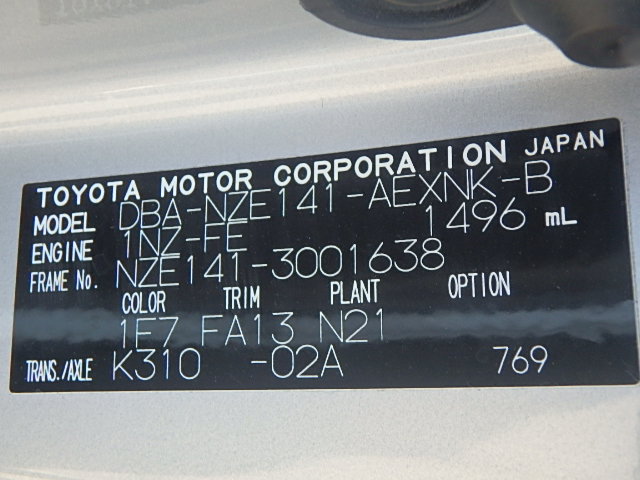 TOYOTA MOTOR CORPORATION JAPAN
MODEL DBA-NZE141-AEXNK-B
ENGINE 1NZ-FE 1496 mL
FRAME No. NZE141-3001638
COLOR TRIM PLANT OPTION
1F7 FA13 N21
TRANS./AXLE K310 -02A 769